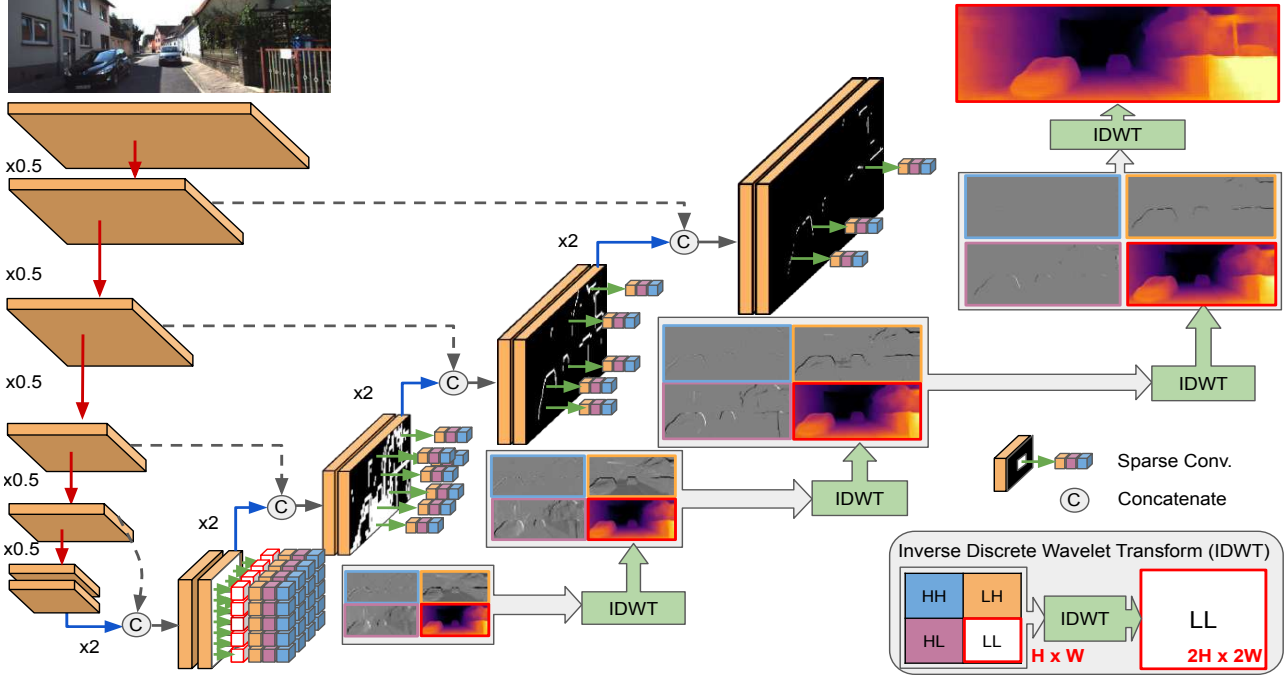 x0.5
x0.5
x0.5
x0.5
x0.5
x2
x2
x2
x2
C
C
C
C
IDWT
IDWT
IDWT
IDWT
Sparse Conv.
C
Concatenate
Inverse Discrete Wavelet Transform (IDWT)
HH
LH
HL
LL
H x W
IDWT
LL
2H x 2W